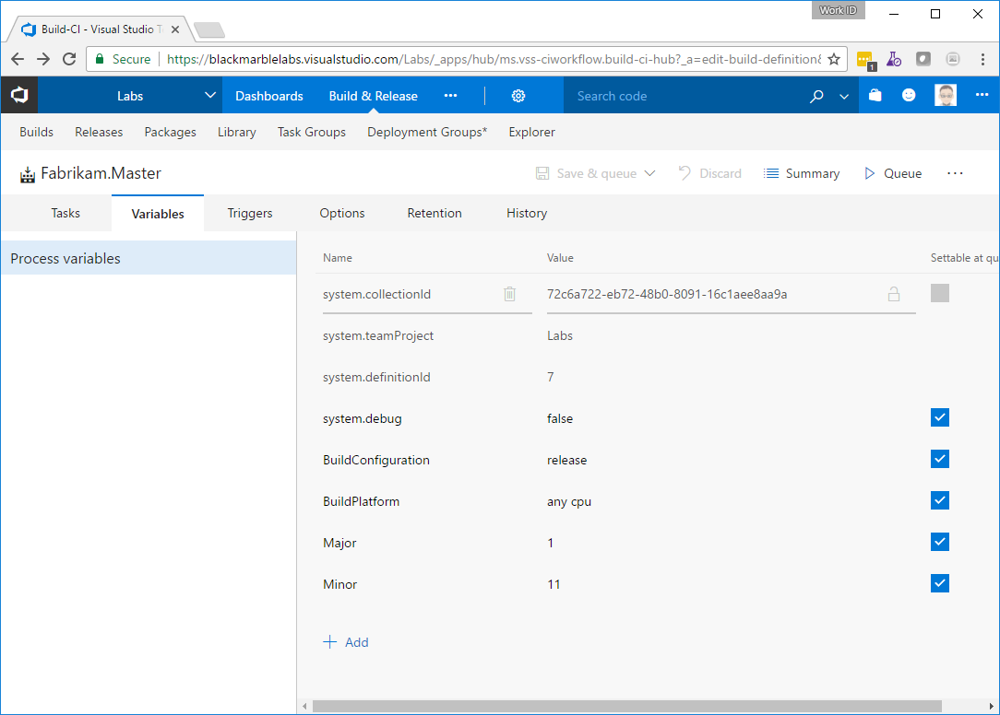 Work ID
Build-CI - Visual Studio T
Secure https://blackmarblelabs.visualstudio.com/Labs/_apps/hub/ms.vss-ciworkflow.build-ci-hub?_a=edit-build-definition&
1
Labs Dashboards Build & Release ··· Search code ···
Builds Releases Packages Library Task Groups Deployment Groups* Explorer
Fabrikam.Master Save & queue Discard Summary Queue ···
Tasks Variables Triggers Options Retention History
Process variables
Name Value Settable at qu
system.collectionId 72c6a722-eb72-48b0-8091-16c1aee8aa9a
system.teamProject Labs
system.definitionId 7
system.debug false
BuildConfiguration release
BuildPlatform any cpu
Major 1
Minor 11
+ Add